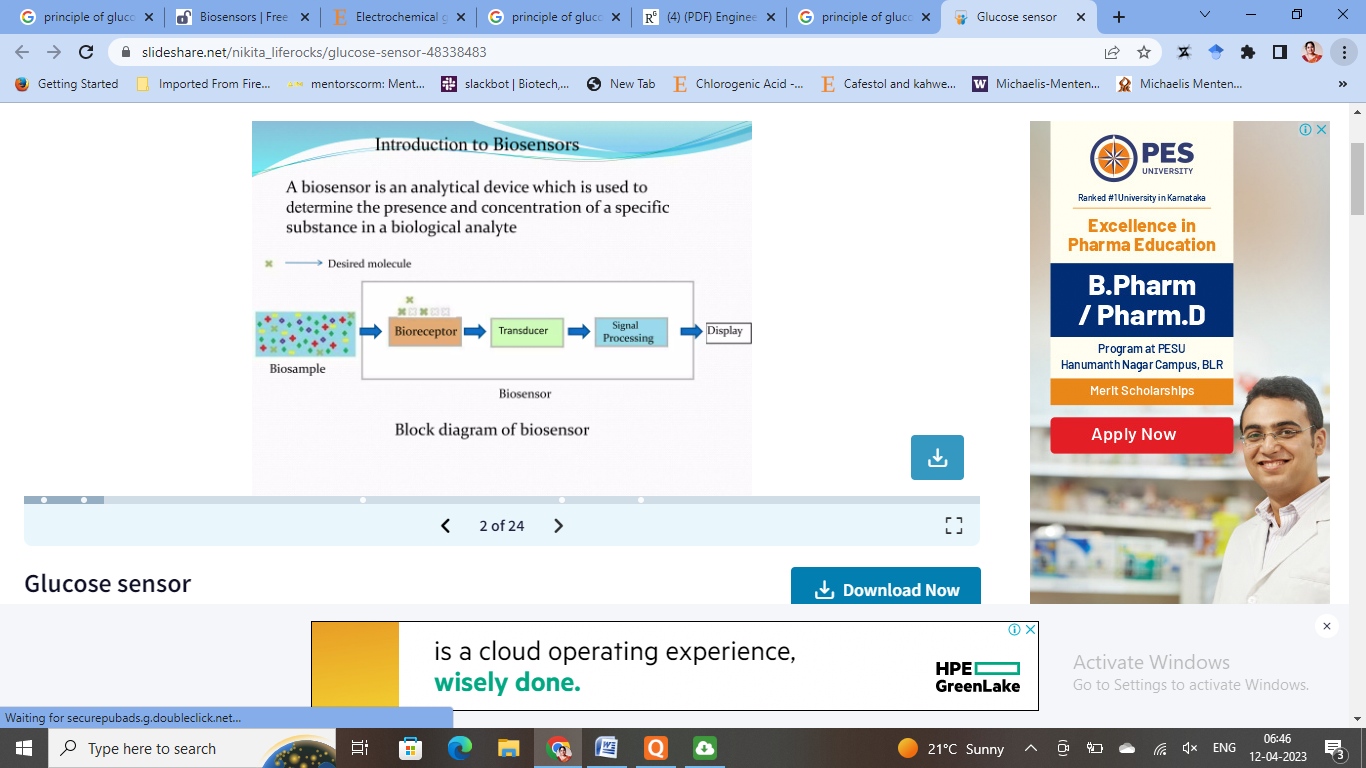 principle of gluco
Biosensors | Free
Electrochemical g
principle of gluco
R^G (4) (PDF) Enginee
principle of gluco
Glucose sensor
slideshare.net/nikita_liferocks/glucose-sensor-48338483
Getting Started
Imported From Fire...
mentorscorm: Ment...
slackbot | Biotech,...
New Tab
Chlorogenic Acid -...
Cafestol and kahwe...
Michaelis-Menten...
Michaelis Menten...
»
Introduction to Biosensors
A biosensor is an analytical device which is used to
determine the presence and concentration of a specific
substance in a biological analyte
Desired molecule
Bioreceptor
Transducer
Signal
Processing
Display
Biosample
Biosensor
Block diagram of biosensor
2 of 24
Glucose sensor
Download Now
PES
UNIVERSITY
Ranked #1 University in Karnataka
Excellence in
Pharma Education
B.Pharm
/ Pharm.D
Program at PESU
Hanumanth Nagar Campus, BLR
Merit Scholarships
Apply Now
is a cloud operating experience,
wisely done.
HPE
GreenLake
Activate Windows
Go to Settings to activate Windows.
Waiting for securepubads.g.doubleclick.net...
Type here to search
21°C Sunny
ENG
06:46
12-04-2023
3